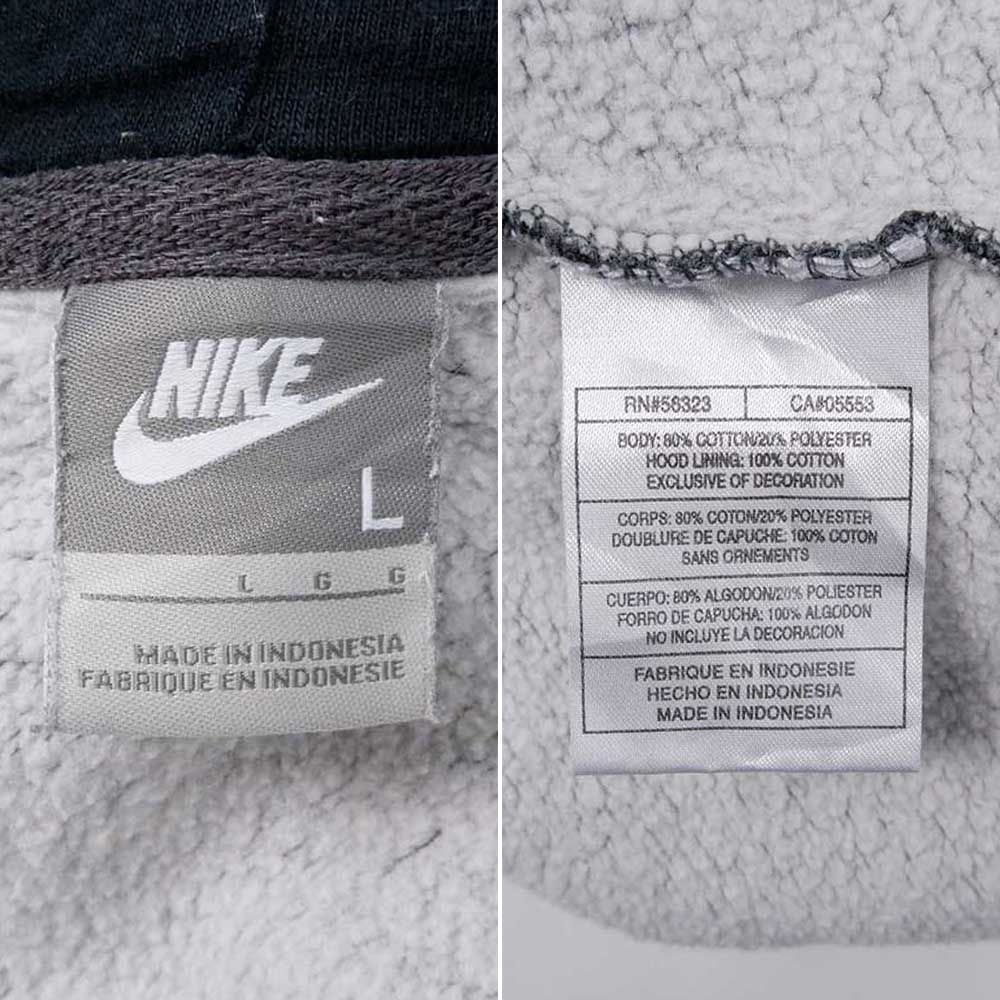 NIKE
L
L G G
MADE IN INDONESIA
FABRIQUE EN INDONESIE
RN#56323 CA#05553
BODY: 80% COTTON/20% POLYESTER
HOOD LINING: 100% COTTON
EXCLUSIVE OF DECORATION
CORPS: 80% COTON/20% POLYESTER
DOUBLURE DE CAPUCHE: 100% COTON
SANS ORNEMENTS
CUERPO: 80% ALGODON/20% POLIESTER
FORRO DE CAPUCHA: 100% ALGODON
NO INCLUYE LA DECORACION
FABRIQUE EN INDONESIE
HECHO EN INDONESIA
MADE IN INDONESIA